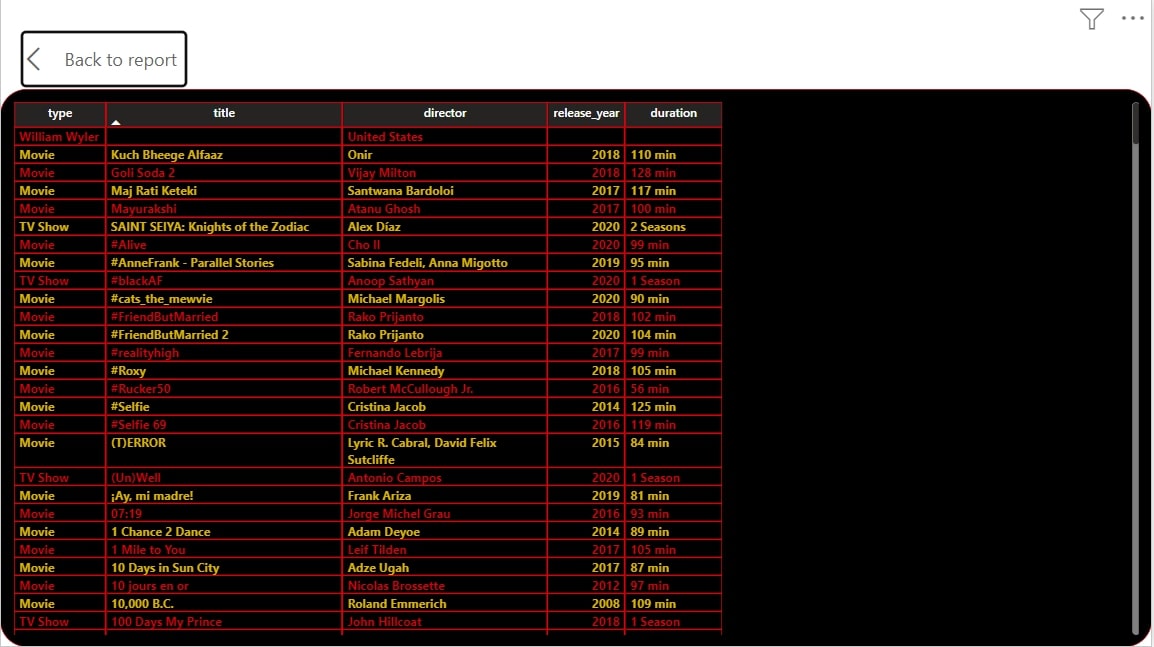 Back to report
type title director release_year duration
William Wyler United States
Movie Kuch Bheege Alfaaz Onir 2018 110 min
Movie Goli Soda 2 Vijay Milton 2018 128 min
Movie Maj Rati Keteki Santwana Bardoloi 2017 117 min
Movie Mayurakshi Atanu Ghosh 2017 100 min
TV Show SAINT SEIYA: Knights of the Zodiac Alex Díaz 2020 2 Seasons
Movie #Alive Cho Il 2020 99 min
Movie #AnneFrank - Parallel Stories Sabina Fedeli, Anna Migotto 2019 95 min
TV Show #blackAF Anoop Sathyan 2020 1 Season
Movie #cats_the_mewvie Michael Margolis 2020 90 min
Movie #FriendButMarried Rako Prijanto 2018 102 min
Movie #FriendButMarried 2 Rako Prijanto 2020 104 min
Movie #realityhigh Fernando Lebrija 2017 99 min
Movie #Roxy Michael Kennedy 2018 105 min
Movie #Rucker50 Robert McCullough Jr. 2016 56 min
Movie #Selfie Cristina Jacob 2014 125 min
Movie #Selfie 69 Cristina Jacob 2016 119 min
Movie (T)ERROR Lyric R. Cabral, David Felix 2015 84 min
Sutcliffe
TV Show (Un)Well Antonio Campos 2020 1 Season
Movie ¡Ay, mi madre! Frank Ariza 2019 81 min
Movie 07:19 Jorge Michel Grau 2016 93 min
Movie 1 Chance 2 Dance Adam Deyoe 2014 89 min
Movie 1 Mile to You Leif Tilden 2017 105 min
Movie 10 Days in Sun City Adze Ugah 2017 87 min
Movie 10 jours en or Nicolas Brossette 2012 97 min
Movie 10,000 B.C. Roland Emmerich 2008 109 min
TV Show 100 Days My Prince John Hillcoat 2018 1 Season